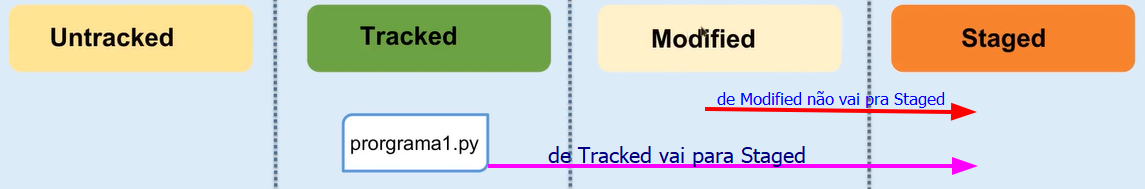 Untracked
Tracked
Modified
Staged
de Modified não vai pra Staged
prorgrama1.py
de Tracked vai para Staged